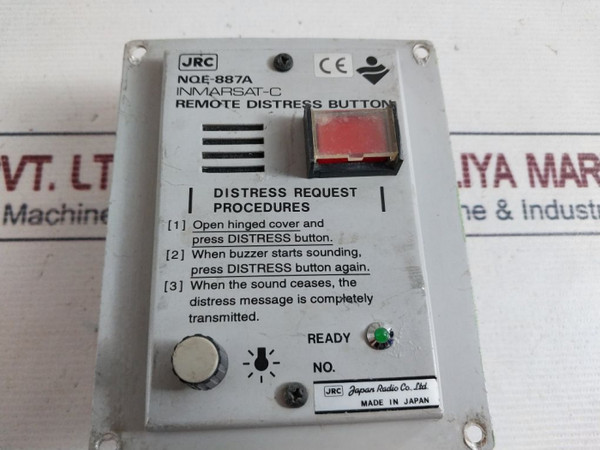 JRC
CE
NQE-887A
INMARSAT-C
REMOTE DISTRESS BUTTON
DISTRESS REQUEST
PROCEDURES
[1] Open hinged cover and
press DISTRESS button.
[2] When buzzer starts sounding,
press DISTRESS button again.
[3] When the sound ceases, the
distress message is completely
transmitted.
READY
NO.
JRC Japan Radio Co., Ltd.
MADE IN JAPAN
VT. LT
Machine
LIYA MAR
ne & Industr